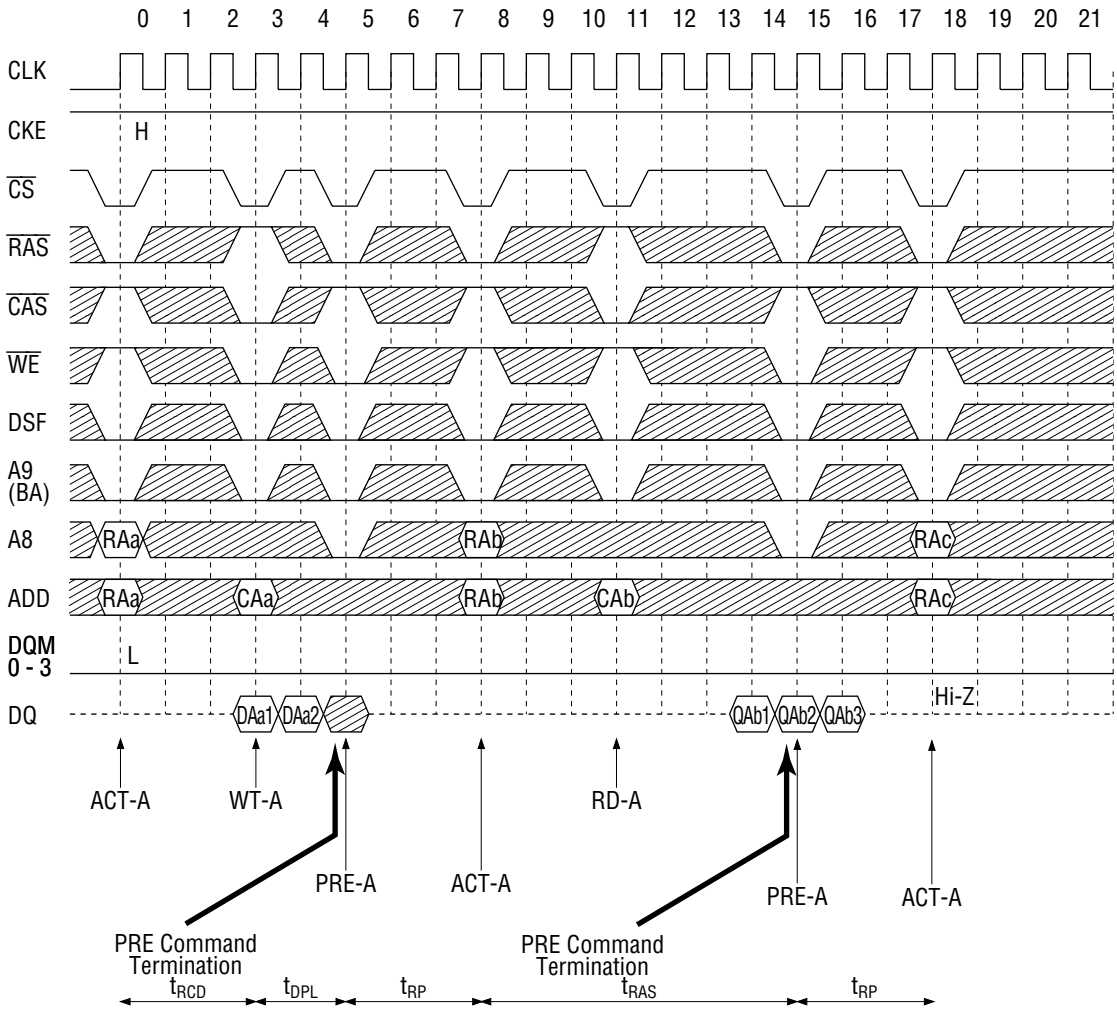 0 1 2 3 4 5 6 7 8 9 10 11 12 13 14 15 16 17 18 19 20 21
CLK
CKE
H
CS
RAS
CAS
WE
DSF
A9
(BA)
A8
RAa RAb RAc
ADD
RAa CAa RAb CAb RAc
DQM
0 - 3
L
DQ
DAa1 DAa2 QAb1 QAb2 QAb3 Hi-Z
ACT-A WT-A RD-A
PRE-A ACT-A PRE-A ACT-A
PRE Command
Termination
PRE Command
Termination
tRCD tDPL tRP tRAS tRP